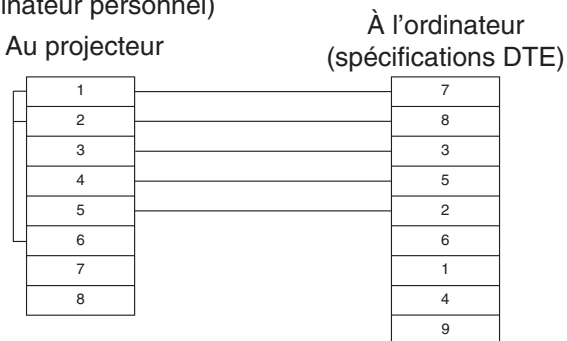 inateur personnel)
Au projecteur
À l’ordinateur
(spécifications DTE)
1 7
2 8
3 3
4 5
5 2
6 6
7 1
8 4
9